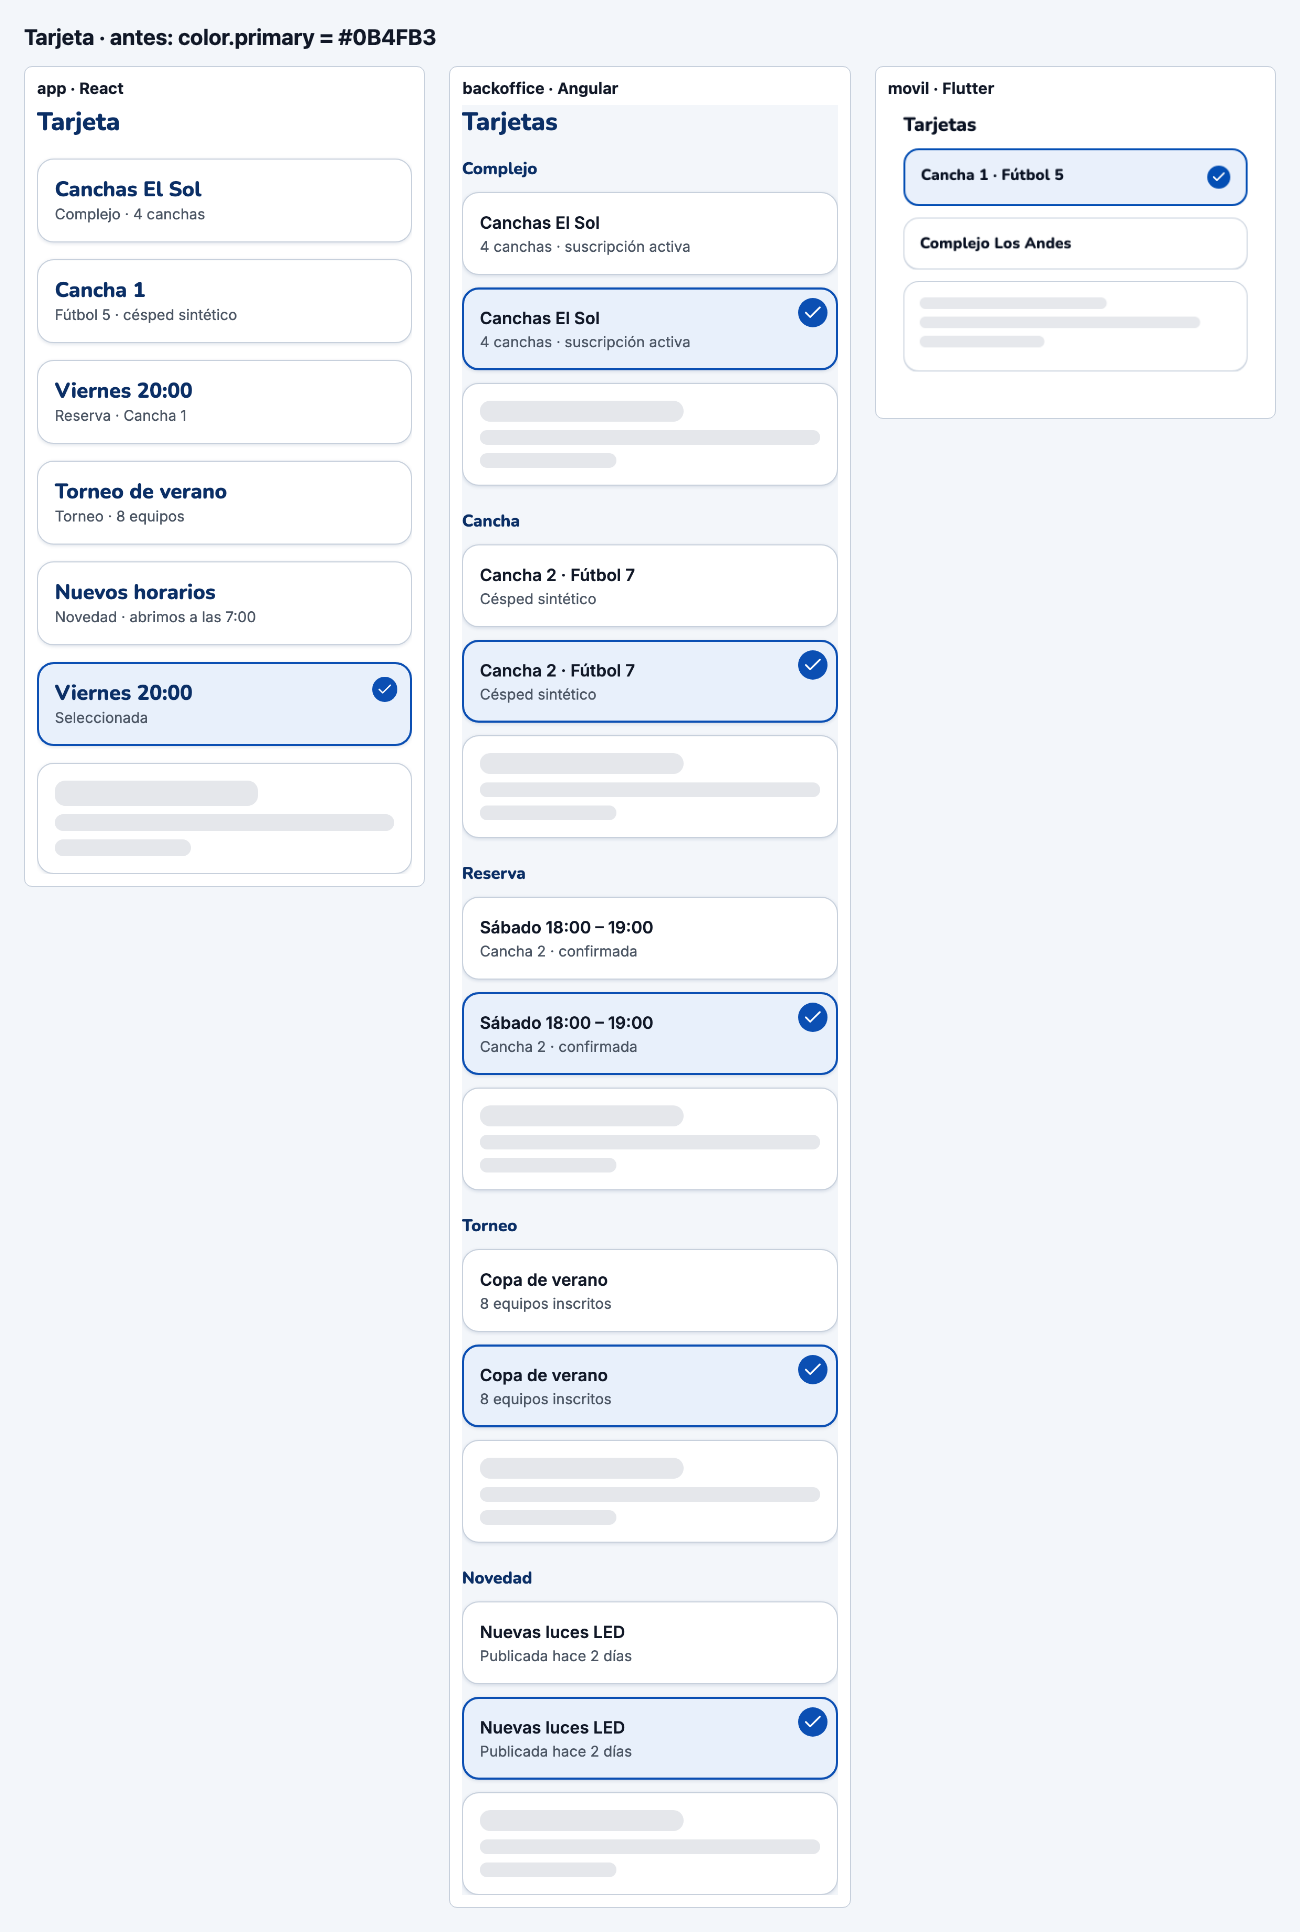 Tarjeta · antes: color.primary = #0B4FB3
app · React
Tarjeta
Canchas El Sol
Complejo · 4 canchas
Cancha 1
Fútbol 5 · césped sintético
Viernes 20:00
Reserva · Cancha 1
Torneo de verano
Torneo · 8 equipos
Nuevos horarios
Novedad · abrimos a las 7:00
Viernes 20:00
Seleccionada
backoffice · Angular
Tarjetas
Complejo
Canchas El Sol
4 canchas · suscripción activa
Canchas El Sol
4 canchas · suscripción activa
Cancha
Cancha 2 · Fútbol 7
Césped sintético
Cancha 2 · Fútbol 7
Césped sintético
Reserva
Sábado 18:00 – 19:00
Cancha 2 · confirmada
Sábado 18:00 – 19:00
Cancha 2 · confirmada
Torneo
Copa de verano
8 equipos inscritos
Copa de verano
8 equipos inscritos
Novedad
Nuevas luces LED
Publicada hace 2 días
Nuevas luces LED
Publicada hace 2 días
movil · Flutter
Tarjetas
Cancha 1 · Fútbol 5
Complejo Los Andes